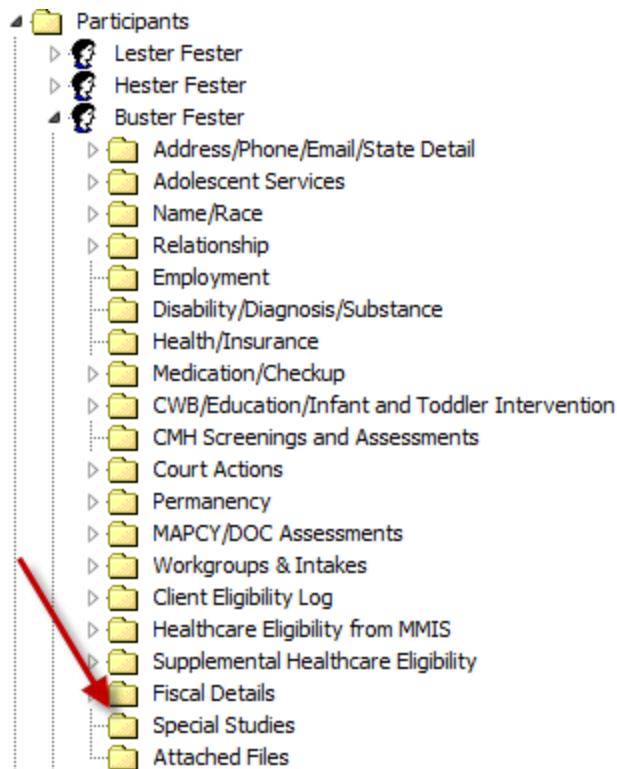 Participants
Lester Fester
Hester Fester
Buster Fester
Address/Phone/Email/State Detail
Adolescent Services
Name/Race
Relationship
Employment
Disability/Diagnosis/Substance
Health/Insurance
Medication/Checkup
CWB/Education/Infant and Toddler Intervention
CMH Screenings and Assessments
Court Actions
Permanency
MAPCY/DOC Assessments
Workgroups & Intakes
Client Eligibility Log
Healthcare Eligibility from MMIS
Supplemental Healthcare Eligibility
Fiscal Details
Special Studies
Attached Files